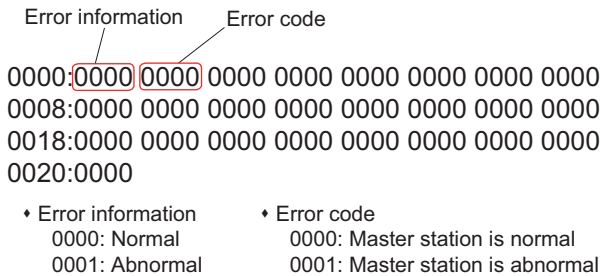 Error information Error code
0000:0000 0000 0000 0000 0000 0000 0000 0000
0008:0000 0000 0000 0000 0000 0000 0000 0000
0018:0000 0000 0000 0000 0000 0000 0000 0000
0020:0000
♦ Error information ♦ Error code
0000: Normal 0000: Master station is normal
0001: Abnormal 0001: Master station is abnormal